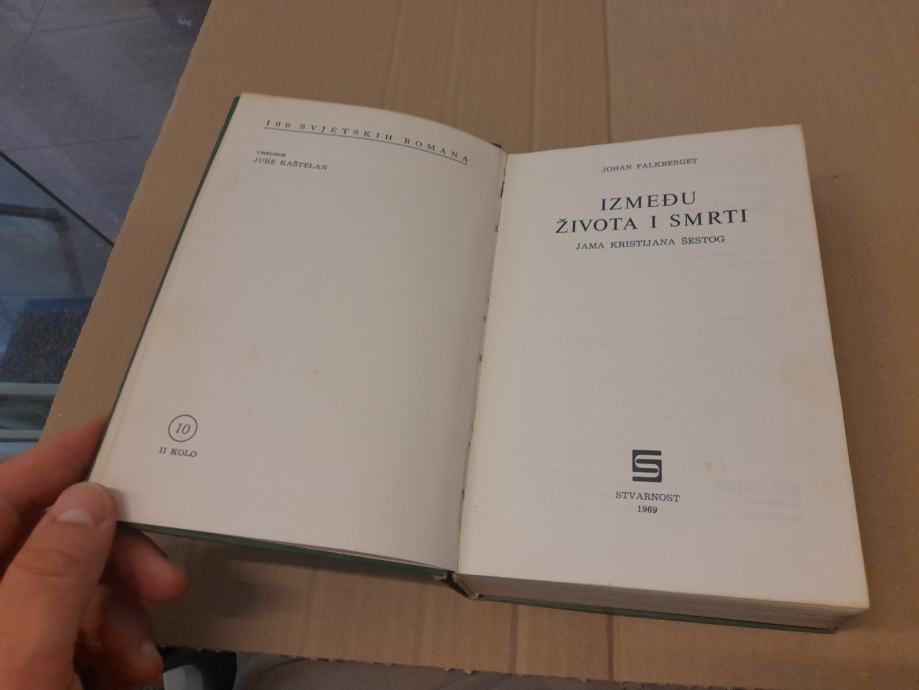 100 SVJETSKIH ROMANA
UREDNIK
JURE KAŠTELAN
10
II KOLO
JOHAN FALKBERGET
IZMEĐU
ŽIVOTA I SMRTI
JAMA KRISTIJANA ŠESTOG
STVARNOST
1969